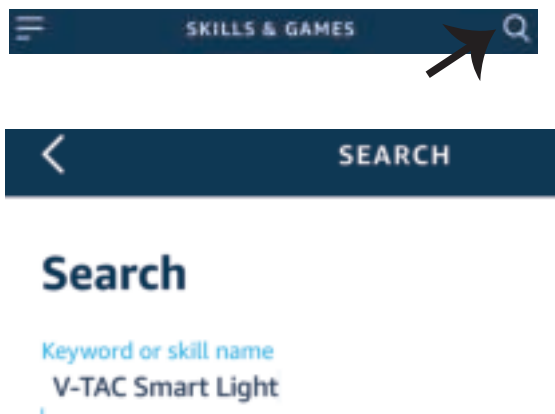 SKILLS & GAMES
SEARCH
Search
Keyword or skill name
V-TAC Smart Light